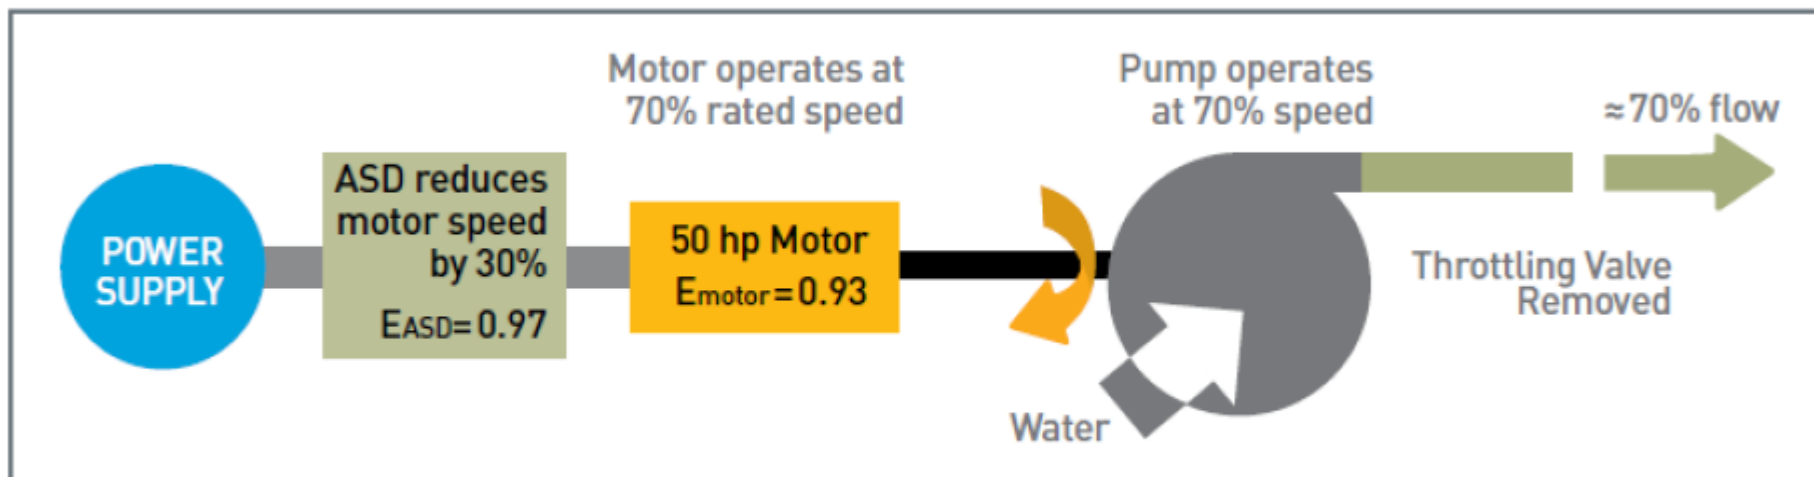 POWER
SUPPLY
ASD reduces
motor speed
by 30%
EASD=0.97
Motor operates at
70% rated speed
50 hp Motor
Emotor=0.93
Pump operates
at 70% speed
≈70% flow
Throttling Valve
Removed
Water